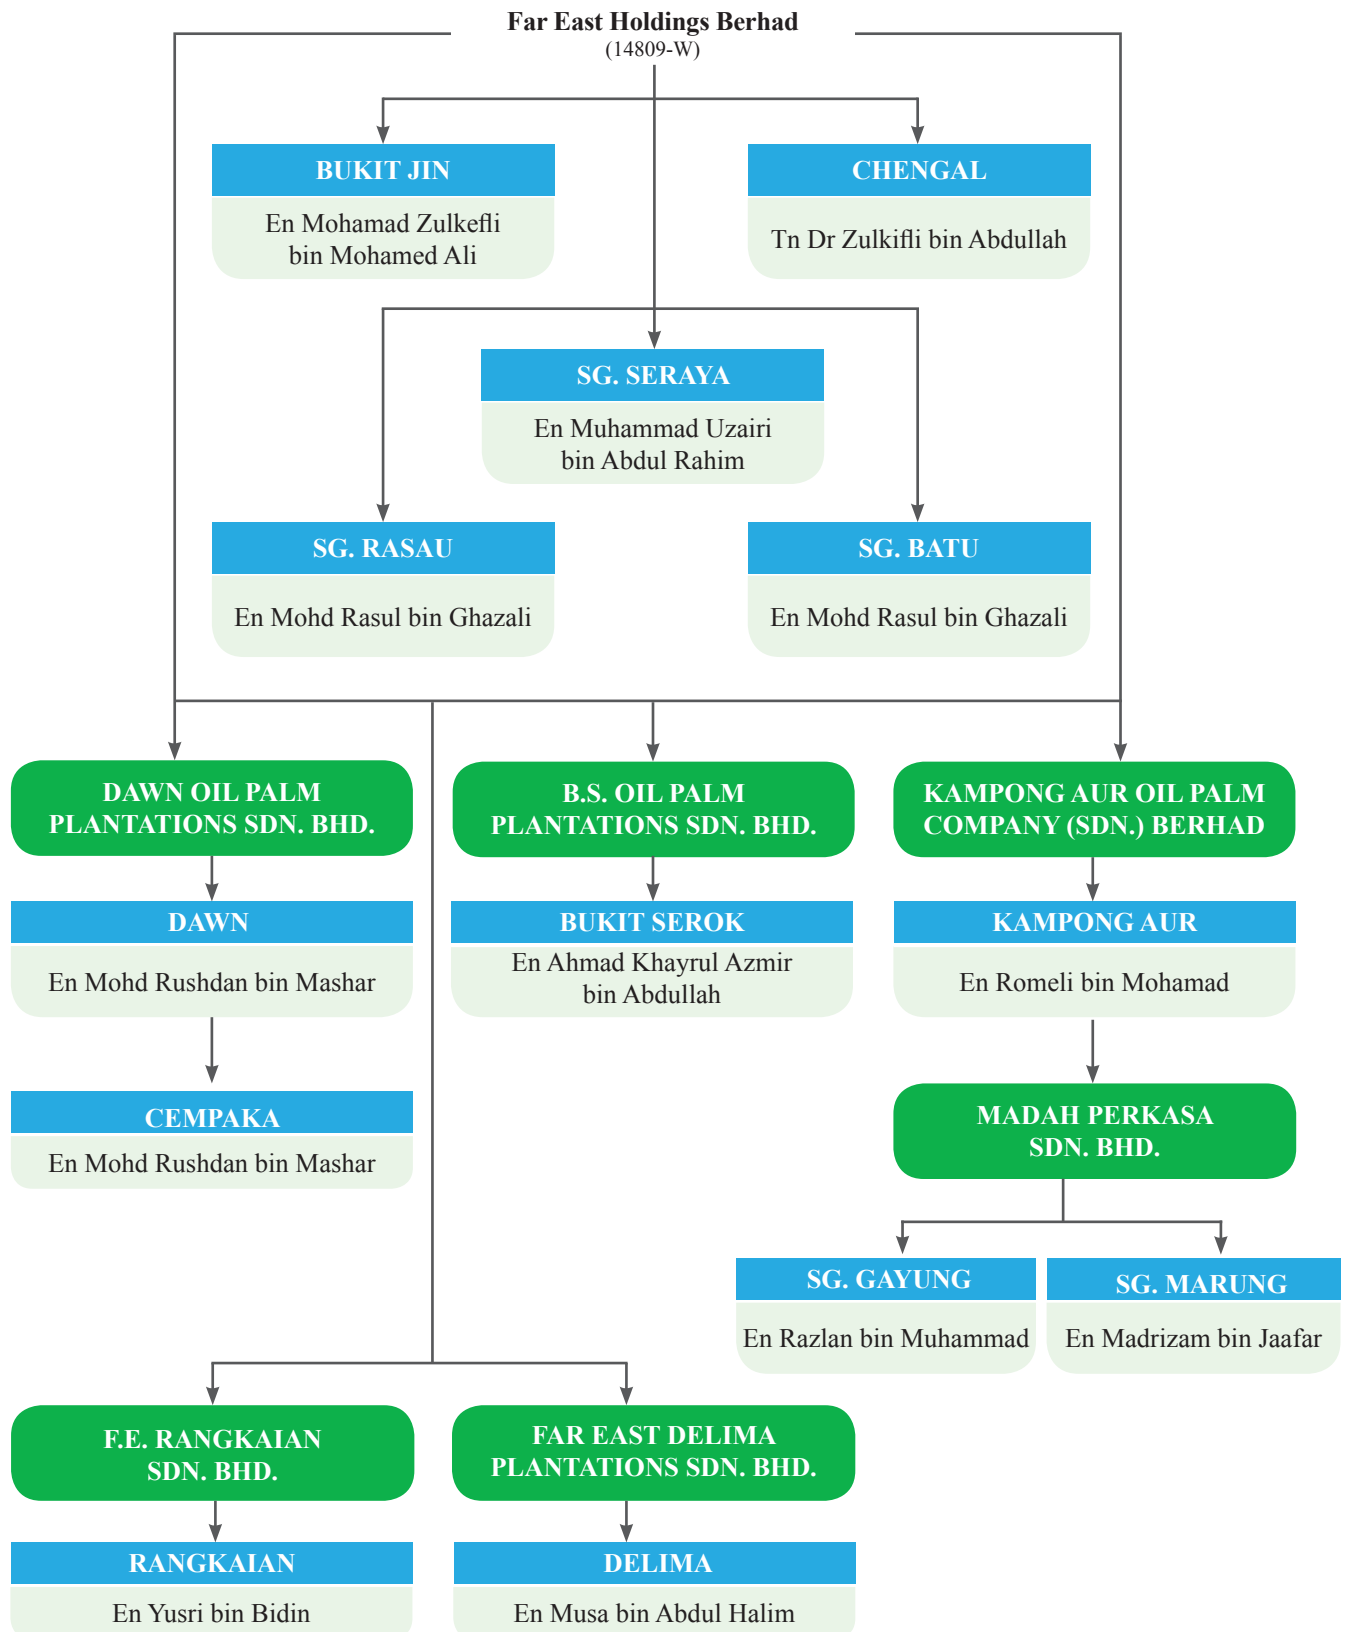 Far East Holdings Berhad
(14809-W)
BUKIT JIN
En Mohamad Zulkefli
bin Mohamed Ali
CHENGAL
Tn Dr Zulkifli bin Abdullah
SG. SERAYA
En Muhammad Uzairi
bin Abdul Rahim
SG. RASAU
En Mohd Rasul bin Ghazali
SG. BATU
En Mohd Rasul bin Ghazali
DAWN OIL PALM
PLANTATIONS SDN. BHD.
B.S. OIL PALM
PLANTATIONS SDN. BHD.
KAMPONG AUR OIL PALM
COMPANY (SDN.) BERHAD
DAWN
En Mohd Rushdan bin Mashar
BUKIT SEROK
En Ahmad Khayrul Azmir
bin Abdullah
KAMPONG AUR
En Romeli bin Mohamad
CEMPAKA
En Mohd Rushdan bin Mashar
MADAH PERKASA
SDN. BHD.
SG. GAYUNG
En Razlan bin Muhammad
SG. MARUNG
En Madrizam bin Jaafar
F.E. RANGKAIAN
SDN. BHD.
FAR EAST DELIMA
PLANTATIONS SDN. BHD.
RANGKAIAN
En Yusri bin Bidin
DELIMA
En Musa bin Abdul Halim